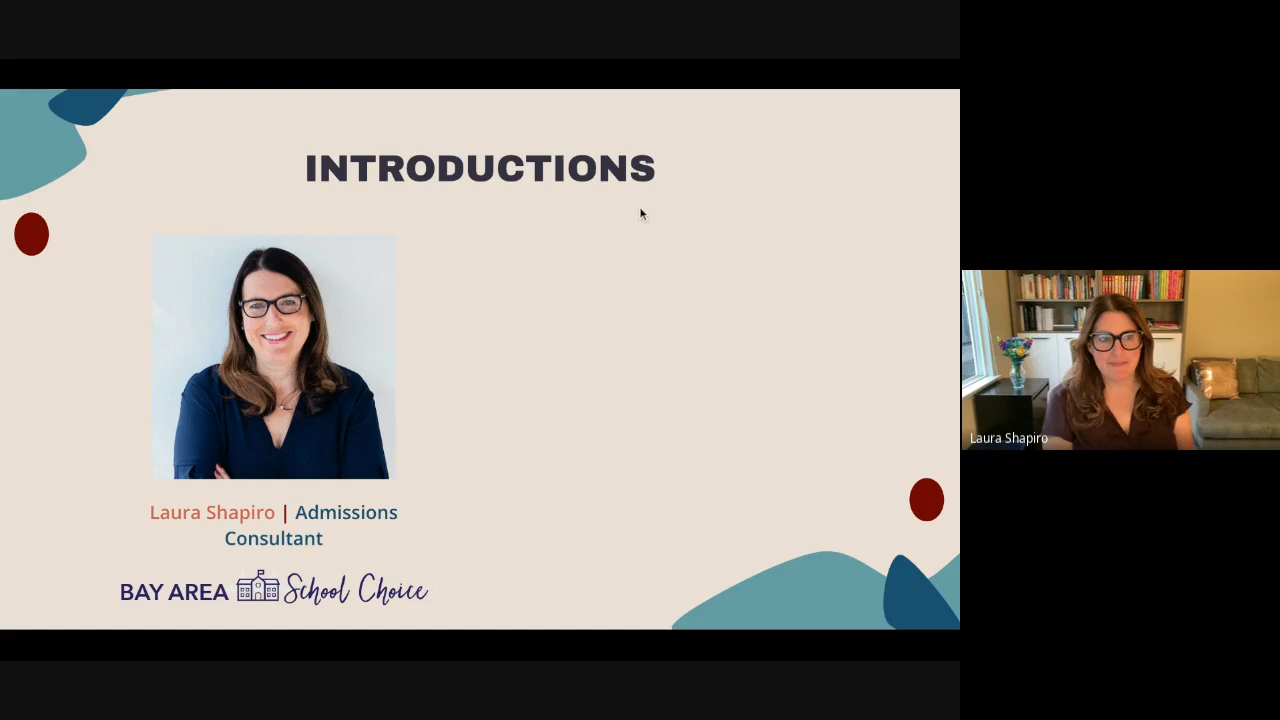 INTRODUCTIONS
Laura Shapiro | Admissions
Consultant
BAY AREA School Choice
Laura Shapiro